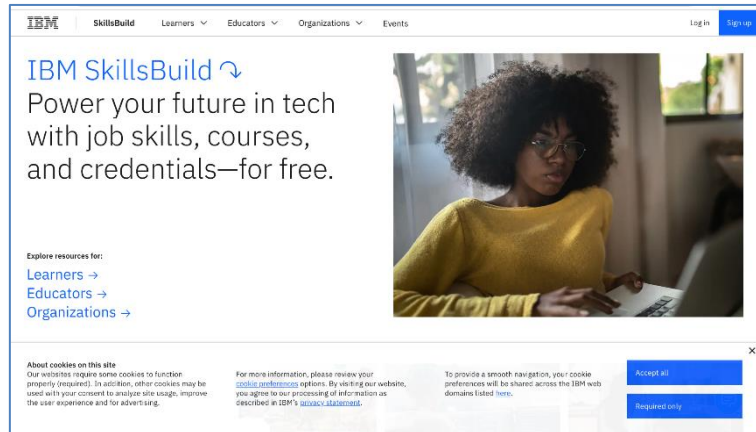 IBM SkillsBuild Learners Educators Organizations Events Log in Sign up
IBM SkillsBuild
Power your future in tech
with job skills, courses,
and credentials—for free.
Explore resources for:
Learners →
Educators →
Organizations →
About cookies on this site
Our websites require some cookies to function
properly (required). In addition, other cookies may be
used with your consent to analyze site usage, improve
the user experience and for advertising.
For more information, please review your
cookie preferences options. By visiting our website,
you agree to our processing of information as
described in IBM's privacy statement.
To provide a smooth navigation, your cookie
preferences will be shared across the IBM web
domains listed here.
Accept all
Required only